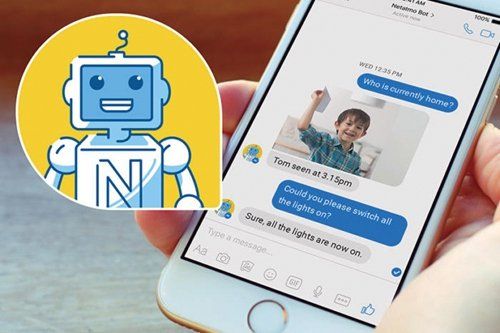 100%
Netatmo Bot >
Active now
WED 12:35 PM
Who is currently home?
Tom seen at 3.15pm
Could you please switch all
the lights on?
Sure, all the lights are now on.
Type a message...
Aa
GIF
N